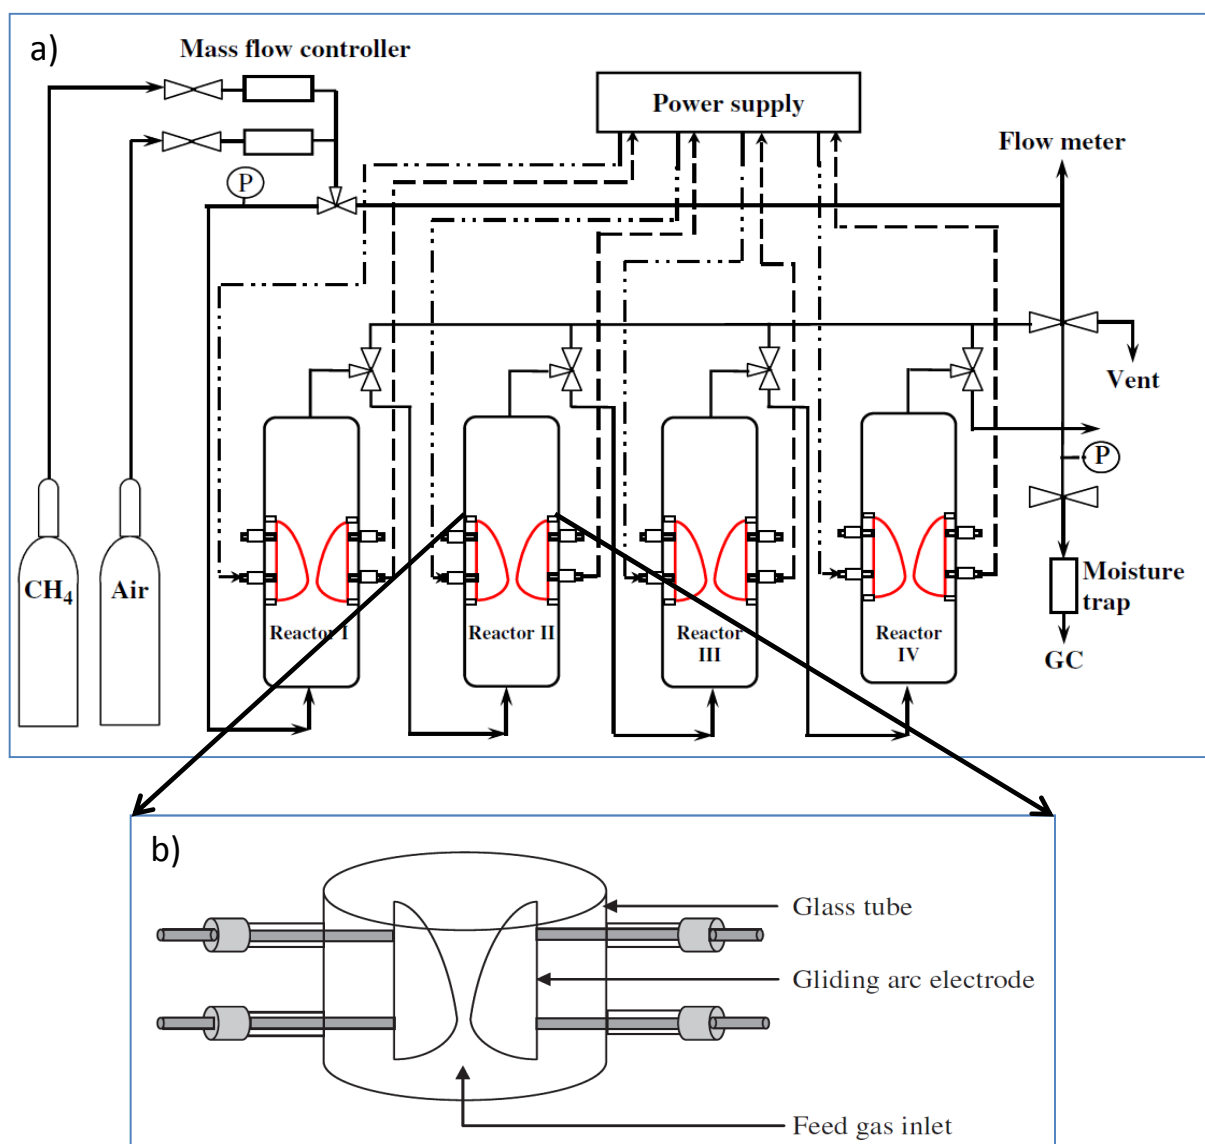 a)
Mass flow controller
Power supply
Flow meter
P
Vent
P
CH4
Air
Moisture
trap
GC
Reactor I
Reactor II
Reactor
III
Reactor
IV
b)
Glass tube
Gliding arc electrode
Feed gas inlet